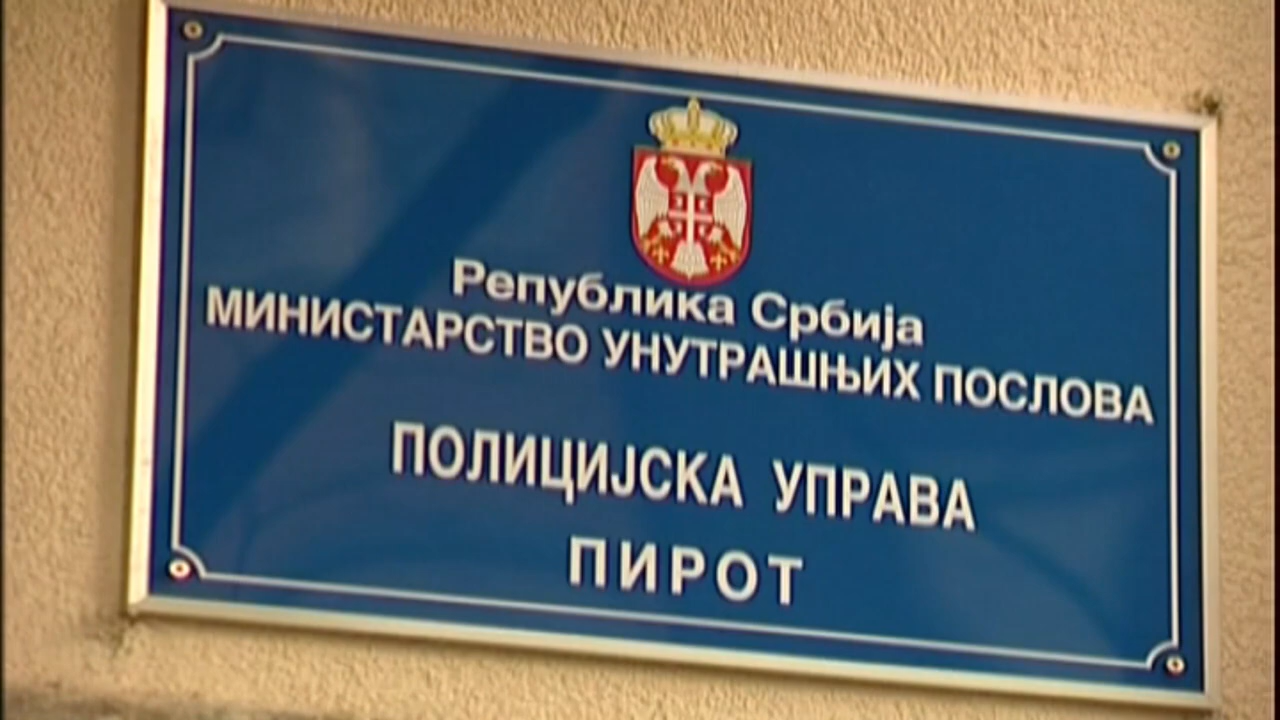 Република Србија
МИНИСТАРСТВО УНУТРАШЊИХ ПОСЛОВА
ПОЛИЦИЈСКА УПРАВА
ПИРОТ